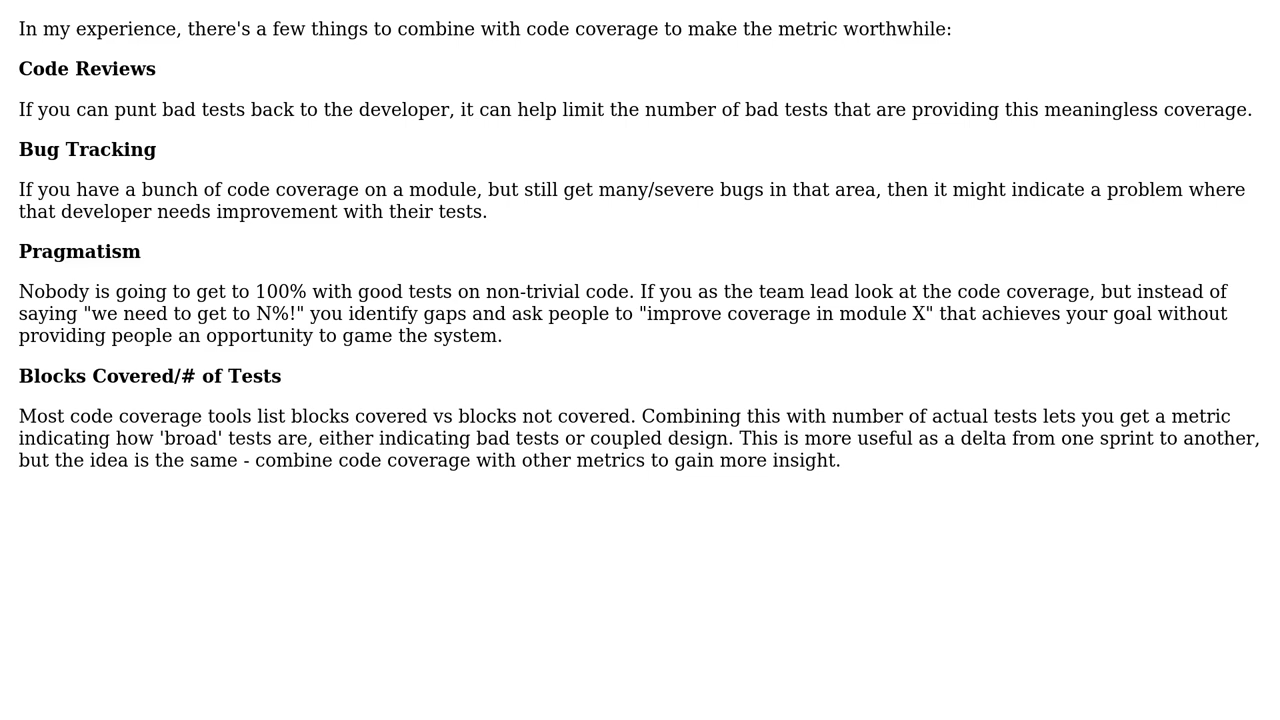 In my experience, there's a few things to combine with code coverage to make the metric worthwhile:
Code Reviews
If you can punt bad tests back to the developer, it can help limit the number of bad tests that are providing this meaningless coverage.
Bug Tracking
If you have a bunch of code coverage on a module, but still get many/severe bugs in that area, then it might indicate a problem where
that developer needs improvement with their tests.
Pragmatism
Nobody is going to get to 100% with good tests on non-trivial code. If you as the team lead look at the code coverage, but instead of
saying "we need to get to N%!" you identify gaps and ask people to "improve coverage in module X" that achieves your goal without
providing people an opportunity to game the system.
Blocks Covered/# of Tests
Most code coverage tools list blocks covered vs blocks not covered. Combining this with number of actual tests lets you get a metric
indicating how 'broad' tests are, either indicating bad tests or coupled design. This is more useful as a delta from one sprint to another,
but the idea is the same - combine code coverage with other metrics to gain more insight.